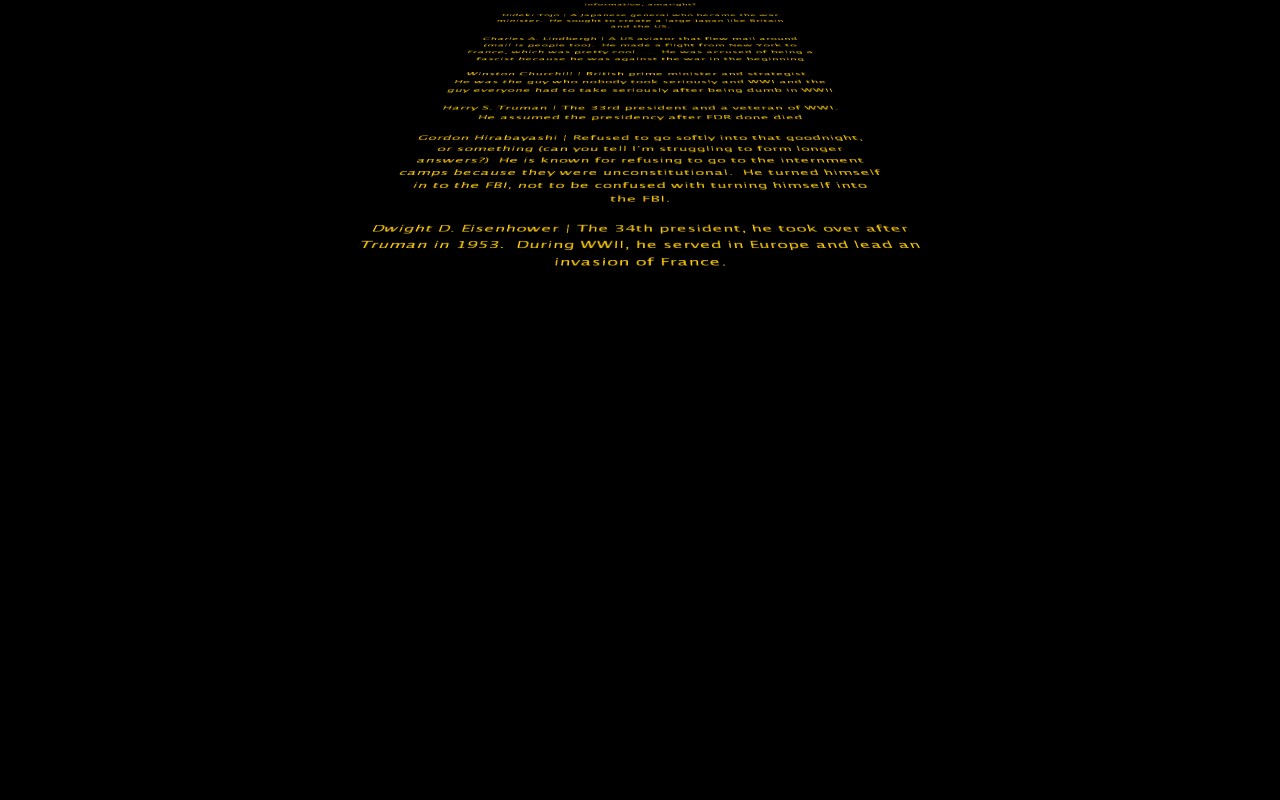 informative, amaright?
Hideki Tojo | A Japanese general who became the war
minister.  He sought to create a large Japan like Britain
and the US.
Charles A. Lindbergh | A US aviator that flew mail around
(mail is people too).  He made a flight from New York to
France, which was pretty cool.  He was accused of being a
fascist because he was against the war in the beginning
Winston Churchill | British prime minister and strategist.
He was the guy who nobody took seriously and WWI and the
guy everyone had to take seriously after being dumb in WWII
Harry S. Truman | The 33rd president and a veteran of WWI.
He assumed the presidency after FDR done died
Gordon Hirabayashi | Refused to go softly into that goodnight,
or something (can you tell I'm struggling to form longer
answers?)  He is known for refusing to go to the internment
camps because they were unconstitutional.  He turned himself
in to the FBI, not to be confused with turning himself into
the FBI.
Dwight D. Eisenhower | The 34th president, he took over after
Truman in 1953.  During WWII, he served in Europe and lead an
invasion of France.